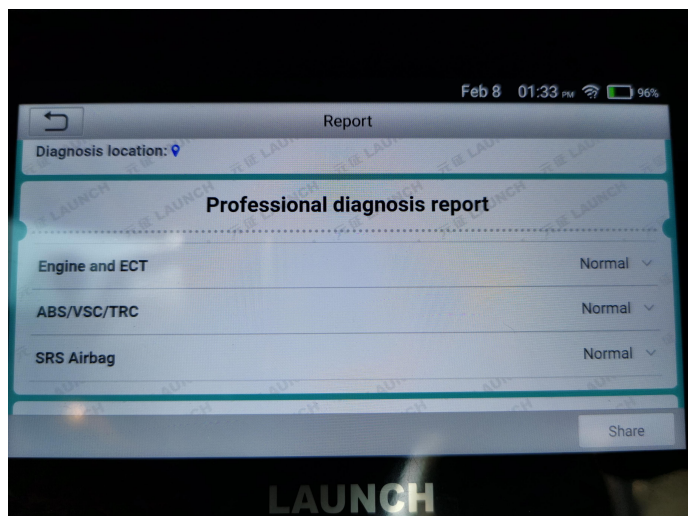 Feb 8 01:33 PM 96%
Report
Diagnosis location:
Professional diagnosis report
Engine and ECT Normal
ABS/VSC/TRC Normal
SRS Airbag Normal
Share
LAUNCH